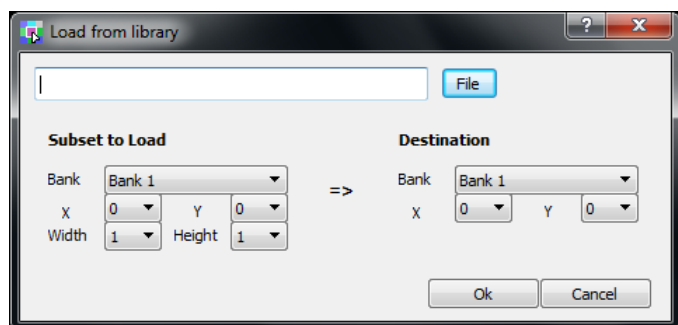 Load from library
File
Subset to Load
Destination
Bank Bank 1
=>
Bank Bank 1
X 0 Y 0
X 0 Y 0
Width 1 Height 1
Ok Cancel